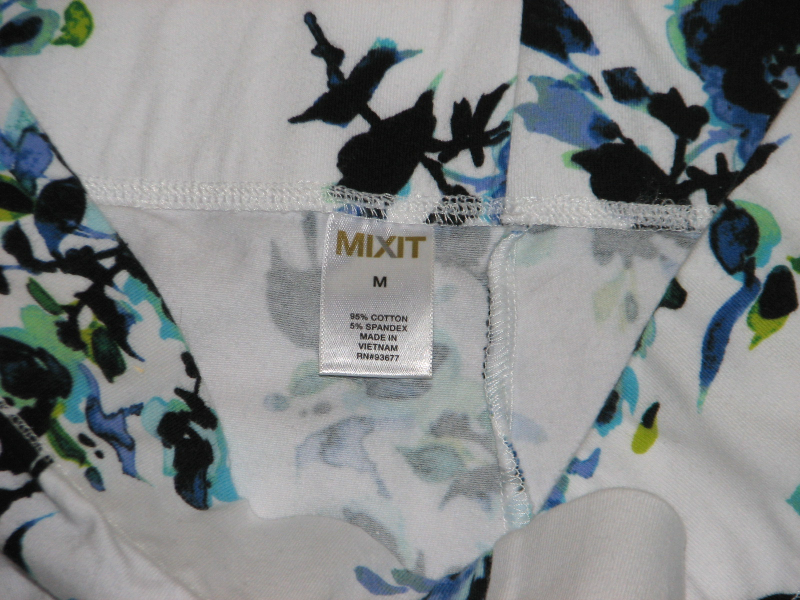 MIXIT
M
95% COTTON
5% SPANDEX
MADE IN
VIETNAM
RN#93677